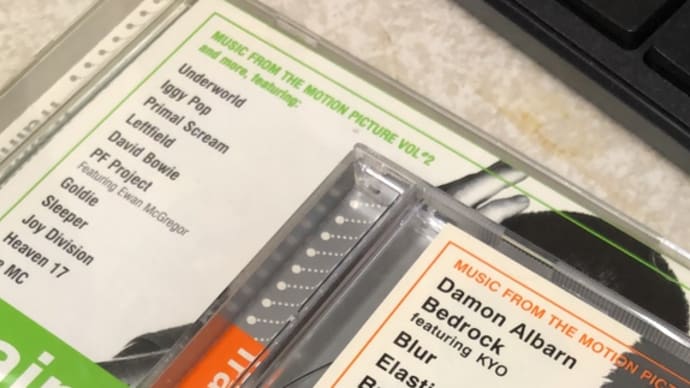 MUSIC FROM THE MOTION PICTURE VOL#2
and more, featuring:
Underworld
Iggy Pop
Primal Scream
Leftfield
David Bowie
PF Project
Featuring Ewan McGregor
Goldie
Sleeper
Joy Division
Heaven 17
MC
MUSIC FROM THE MOTION
Damon Albarn
Bedrock
featuring KYO
Blur